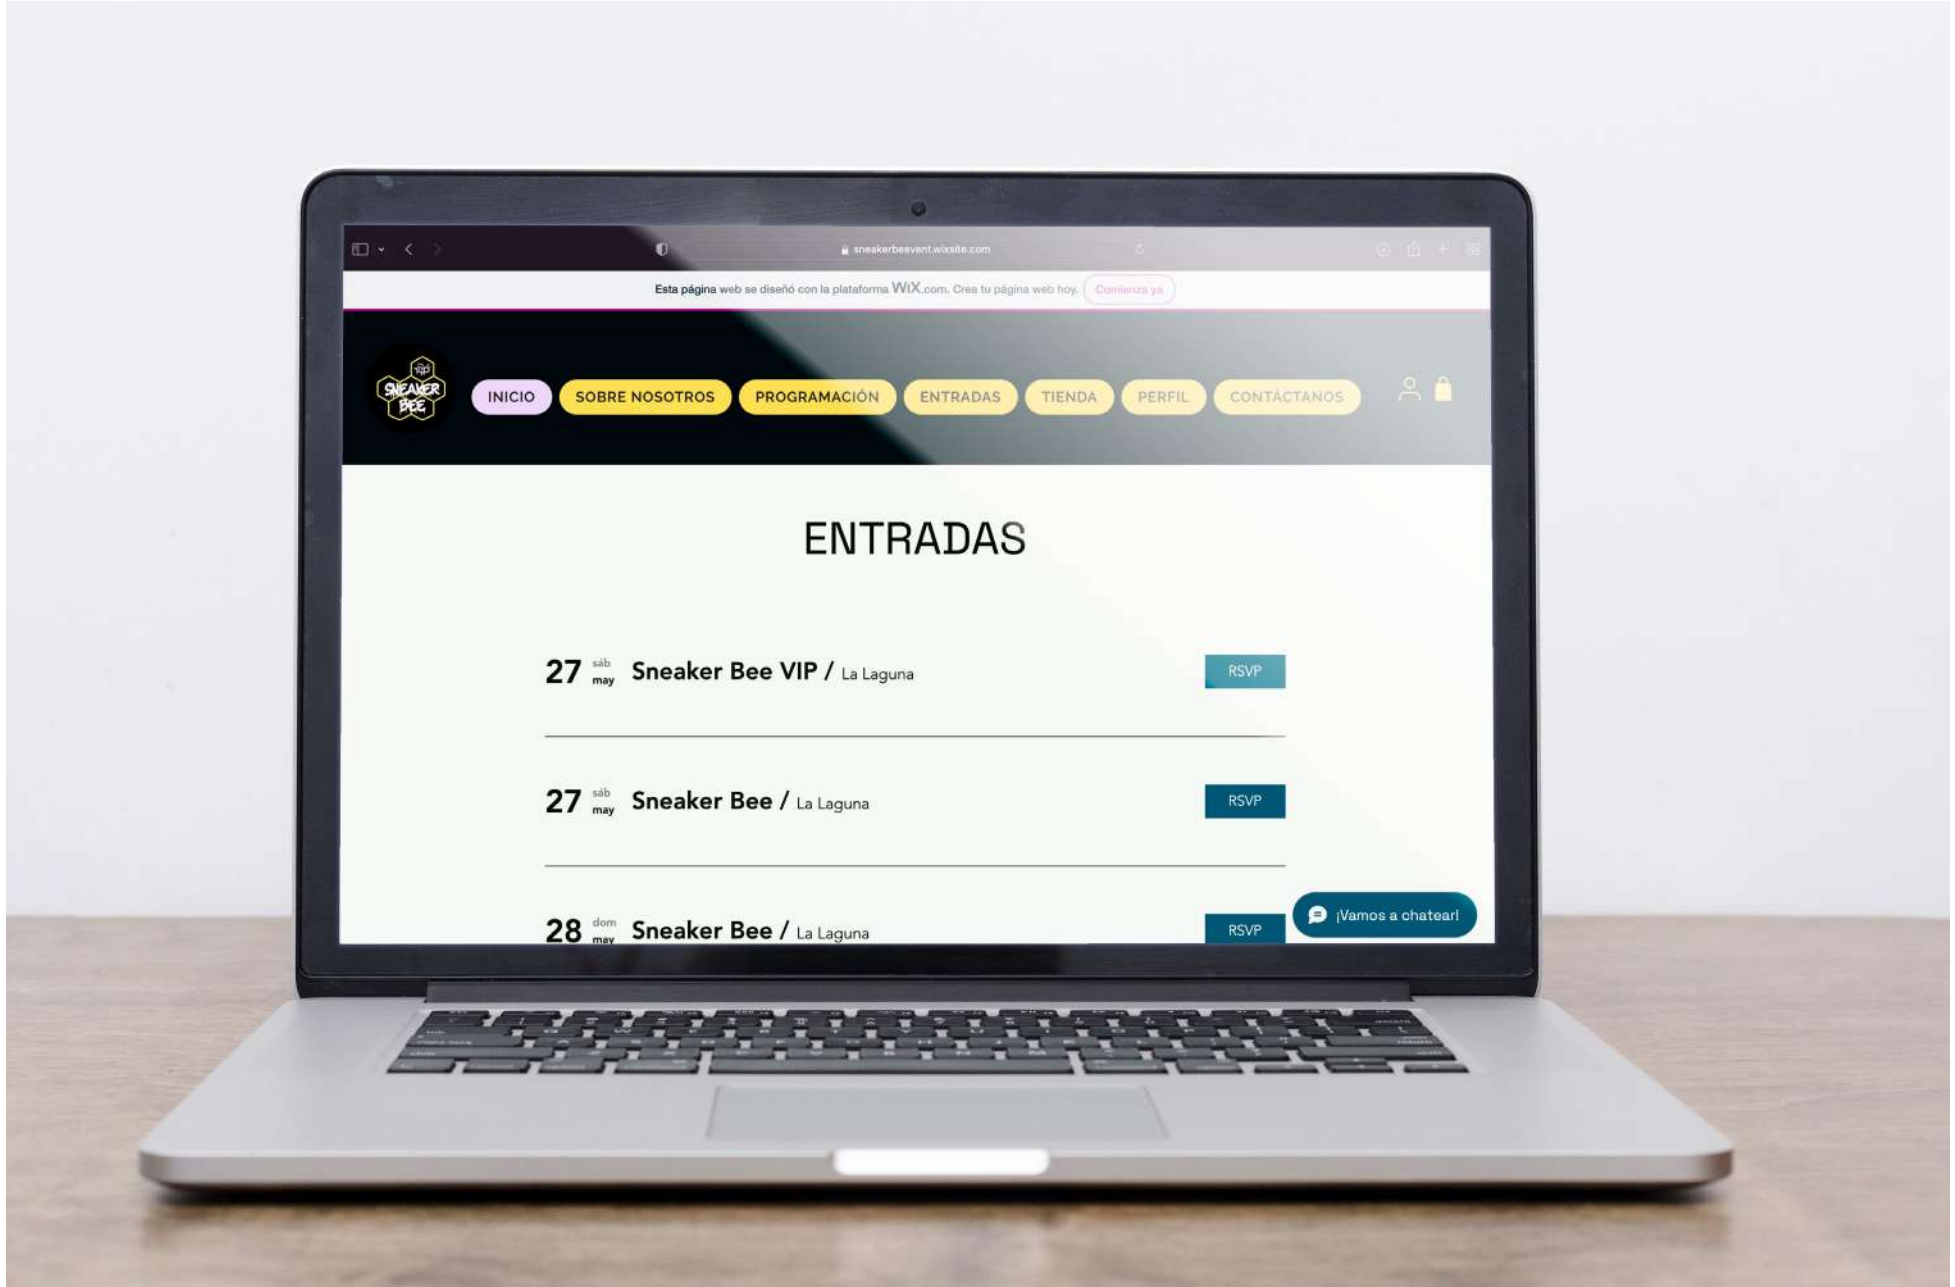 sneakerbeevent.wixsite.com
Esta página web se diseñó con la plataforma WiX.com. Crea tu página web hoy. Comienza ya
SNEAKER
BEE
INICIO SOBRE NOSOTROS PROGRAMACIÓN ENTRADAS TIENDA PERFIL CONTÁCTANOS
ENTRADAS
27 sáb may Sneaker Bee VIP / La Laguna RSVP
27 sáb may Sneaker Bee / La Laguna RSVP
28 dom may Sneaker Bee / La Laguna RSVP
¡Vamos a chatear!